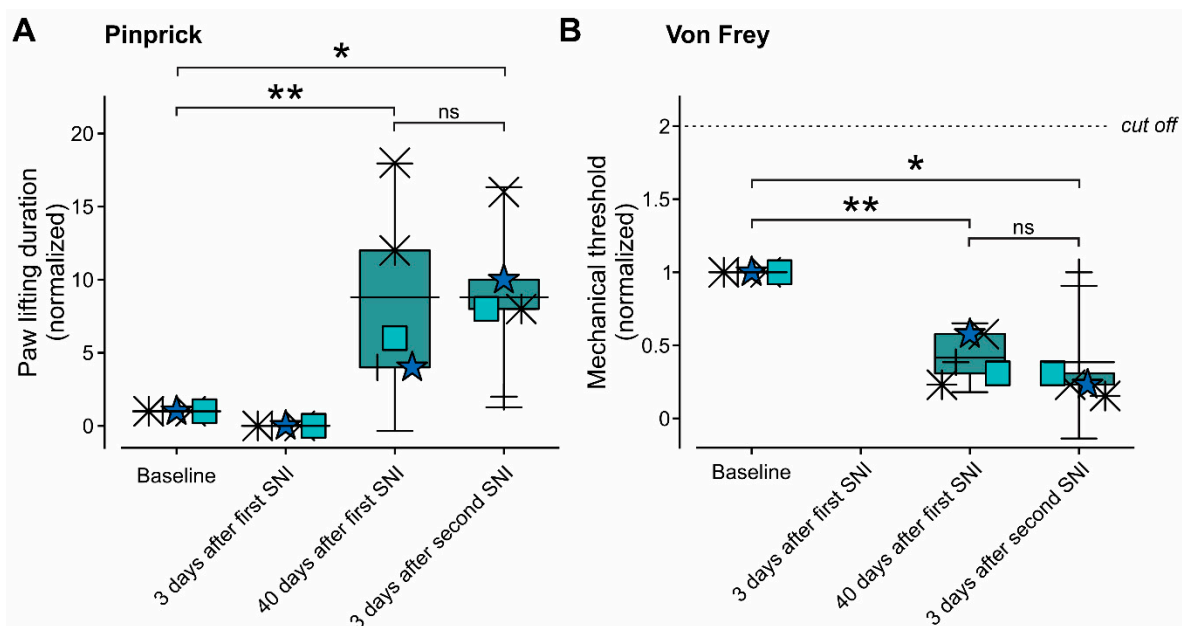 A
Pinprick
*
**
ns
Paw lifting duration
(normalized)
20
15
10
5
0
Baseline
3 days after first SNI
40 days after first SNI
3 days after second SNI
B
Von Frey
cut off
*
**
ns
Mechanical threshold
(normalized)
2
1.5
1
0.5
0
Baseline
3 days after first SNI
40 days after first SNI
3 days after second SNI